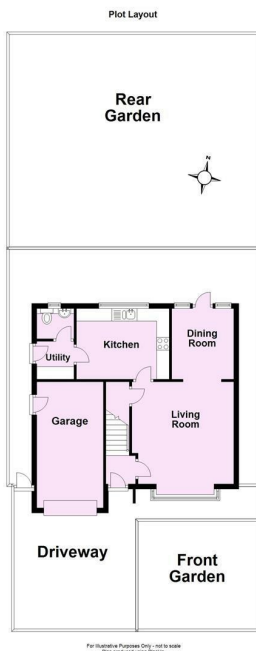 Plot Layout
Rear
Garden
N
Kitchen
Dining
Room
Utility
Garage
Living
Room
Driveway
Front
Garden
For Illustrative Purposes Only - not to scale